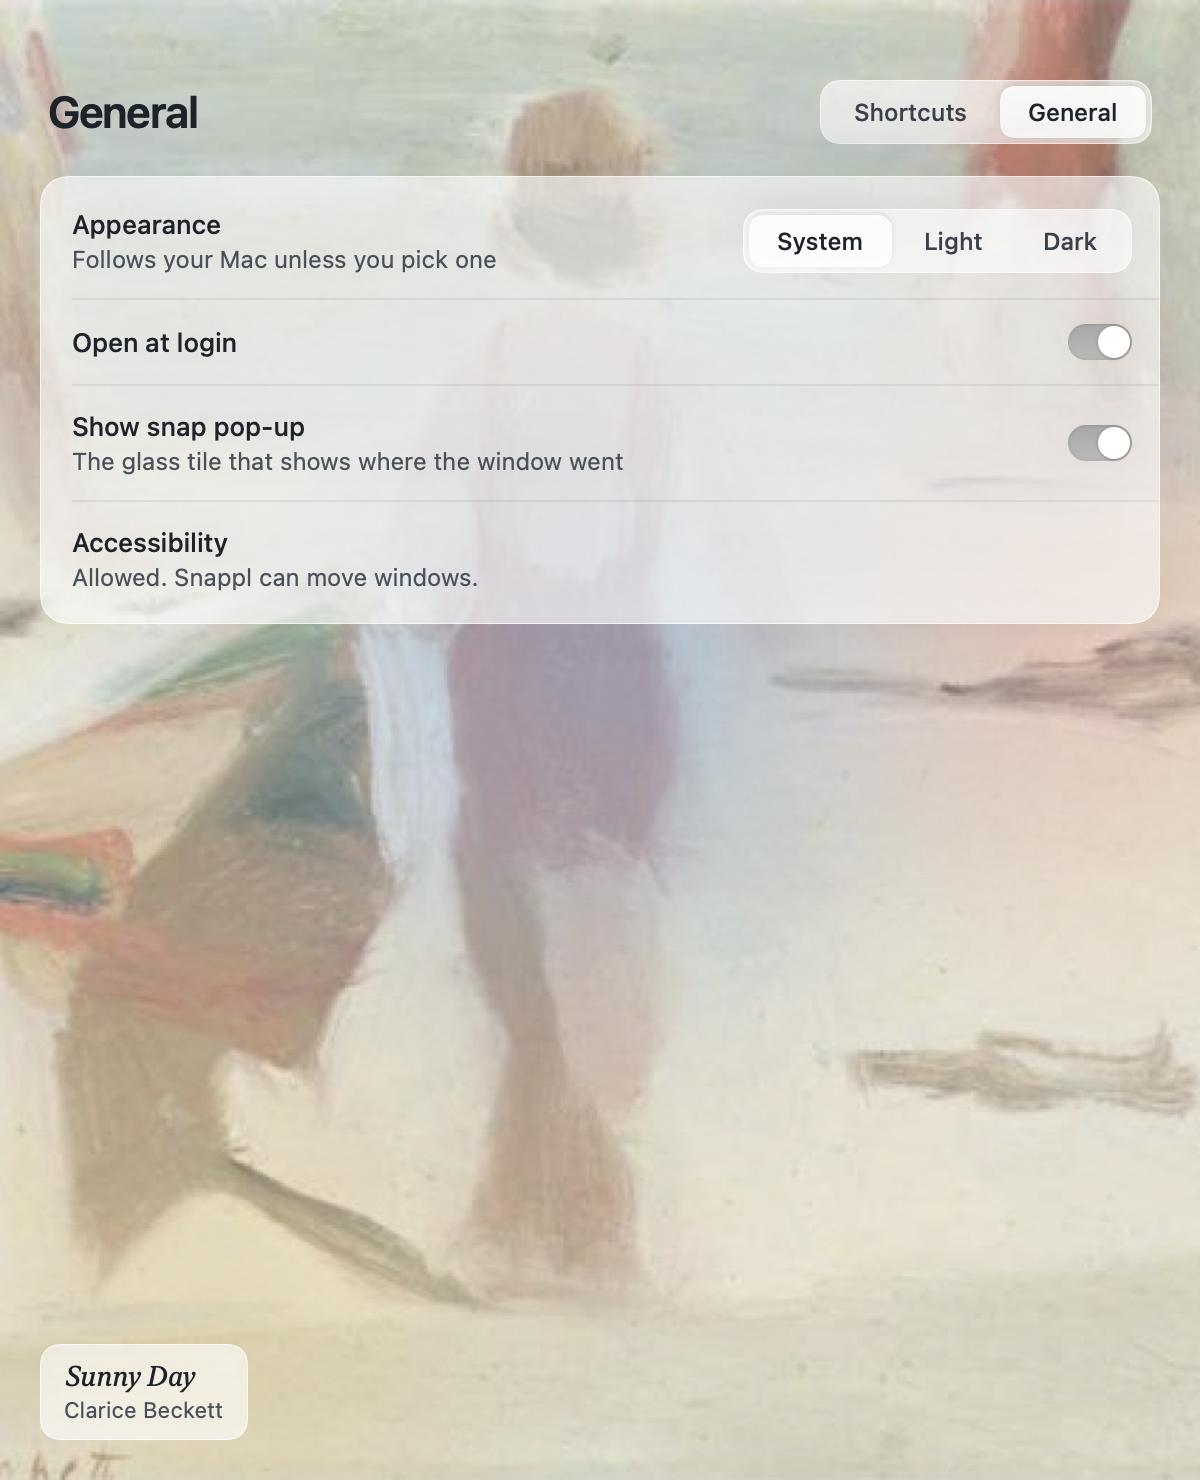 General
Shortcuts
General
Appearance
Follows your Mac unless you pick one
System
Light
Dark
Open at login
Show snap pop-up
The glass tile that shows where the window went
Accessibility
Allowed. Snappl can move windows.
Sunny Day
Clarice Beckett